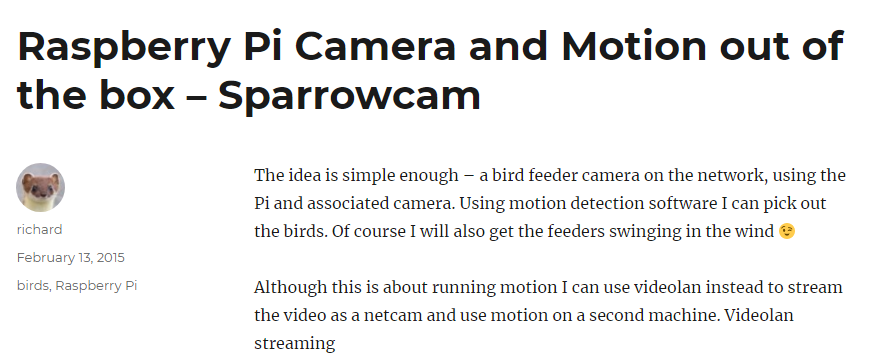 Raspberry Pi Camera and Motion out of
the box – Sparrowcam
richard
February 13, 2015
birds, Raspberry Pi
The idea is simple enough – a bird feeder camera on the network, using the
Pi and associated camera. Using motion detection software I can pick out
the birds. Of course I will also get the feeders swinging in the wind 😉
Although this is about running motion I can use videolan instead to stream
the video as a netcam and use motion on a second machine. Videolan
streaming